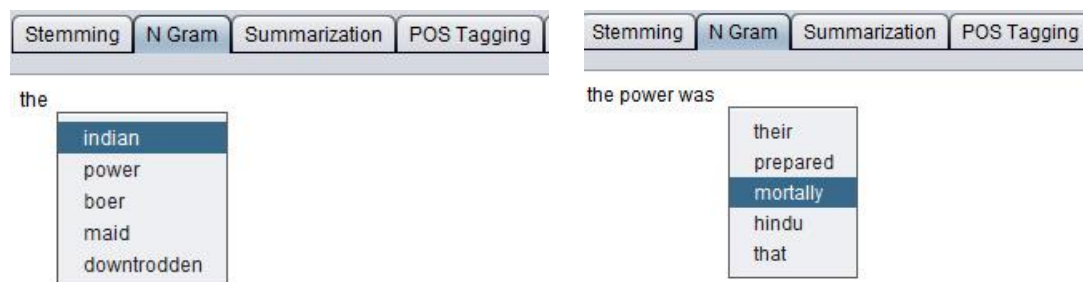 Stemming N Gram Summarization POS Tagging
the
indian
power
boer
maid
downtrodden
Stemming N Gram Summarization POS Tagging
the power was
their
prepared
mortally
hindu
that